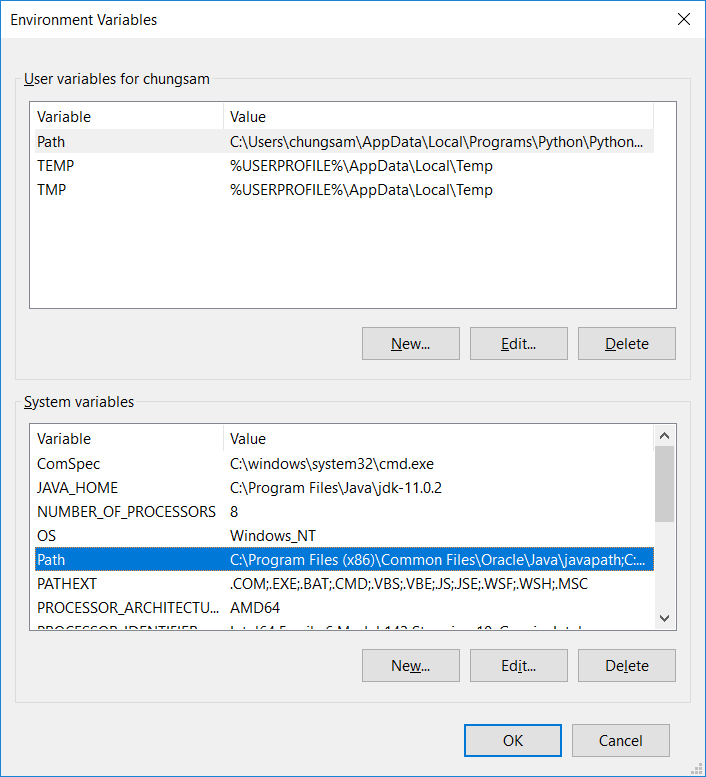 Environment Variables
User variables for chungsam
Variable Value
Path C:\Users\chungsam\AppData\Local\Programs\Python\Python...
TEMP %USERPROFILE%\AppData\Local\Temp
TMP %USERPROFILE%\AppData\Local\Temp
New... Edit... Delete
System variables
Variable Value
ComSpec C:\windows\system32\cmd.exe
JAVA_HOME C:\Program Files\Java\jdk-11.0.2
NUMBER_OF_PROCESSORS 8
OS Windows_NT
Path C:\Program Files (x86)\Common Files\Oracle\Java\javapath;C:...
PATHEXT .COM;.EXE;.BAT;.CMD;.VBS;.VBE;.JS;.JSE;.WSF;.WSH;.MSC
PROCESSOR_ARCHITECTU... AMD64
PROCESSOR_IDENTIFIER
New... Edit... Delete
OK Cancel